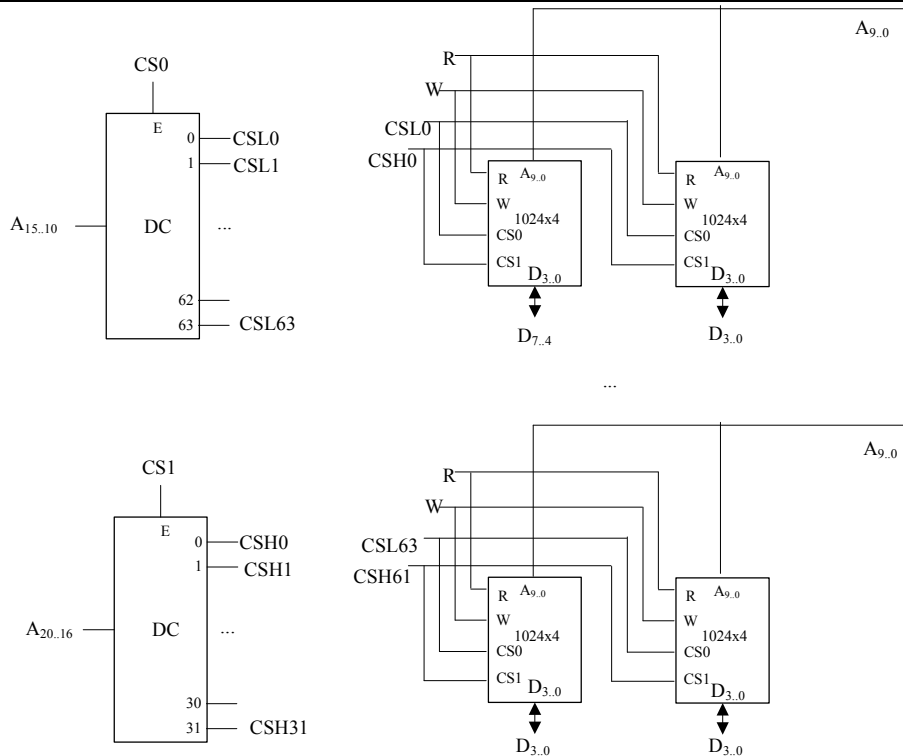 CS0
E
0 CSL0
1 CSL1
A15..10
DC
...
62
63 CSL63
A9..0
R
W
CSL0
CSH0
R A9..0
W
1024x4
CS0
CS1
D3..0
D7..4
R A9..0
W
1024x4
CS0
CS1
D3..0
D3..0
...
CS1
E
0 CSH0
1 CSH1
A20..16
DC
...
30
31 CSH31
A9..0
R
W
CSL63
CSH61
R A9..0
W
1024x4
CS0
CS1
D3..0
D3..0
R A9..0
W
1024x4
CS0
CS1
D3..0
D3..0